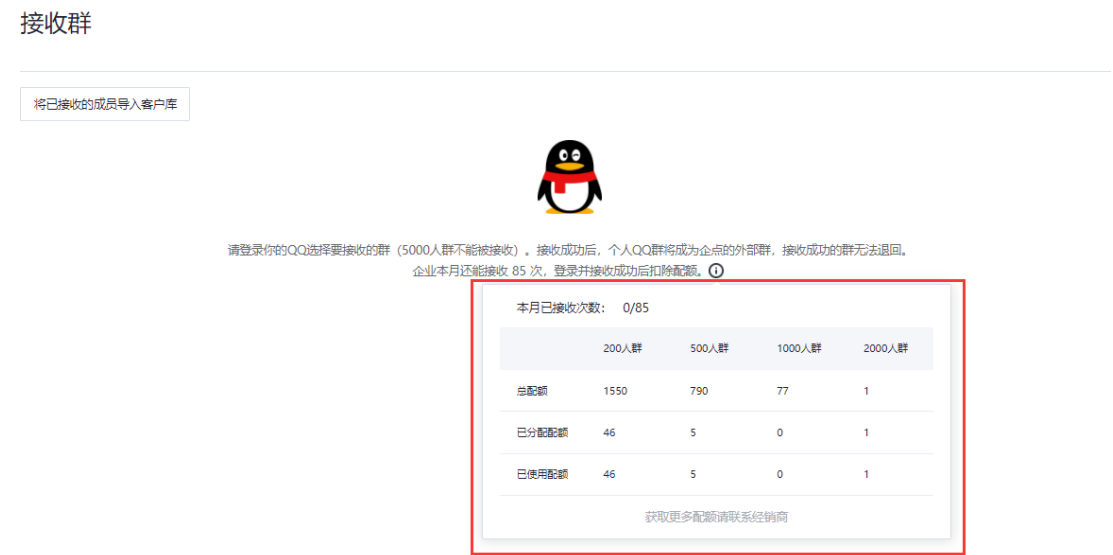 接收群
将已接收的成员导入客户库
请登录你的QQ选择要接收的群（5000人群不能被接收）。接收成功后，个人QQ群将成为企点的外部群，接收成功的群无法退回。
企业本月还能接收 85 次，登录并接收成功后扣除配额。
本月已接收次数： 0/85
200人群 500人群 1000人群 2000人群
总配额 1550 790 77 1
已分配配额 46 5 0 1
已使用配额 46 5 0 1
获取更多配额请联系经销商